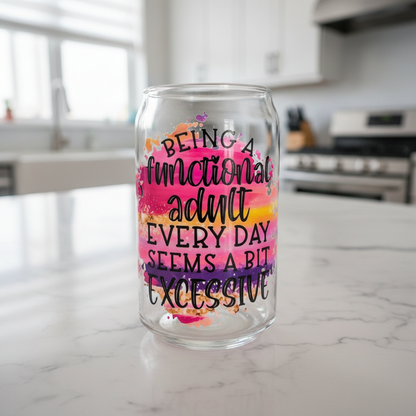 BEING A
functional
adult
EVERY DAY
SEEMS A BIT
EXCESSIVE